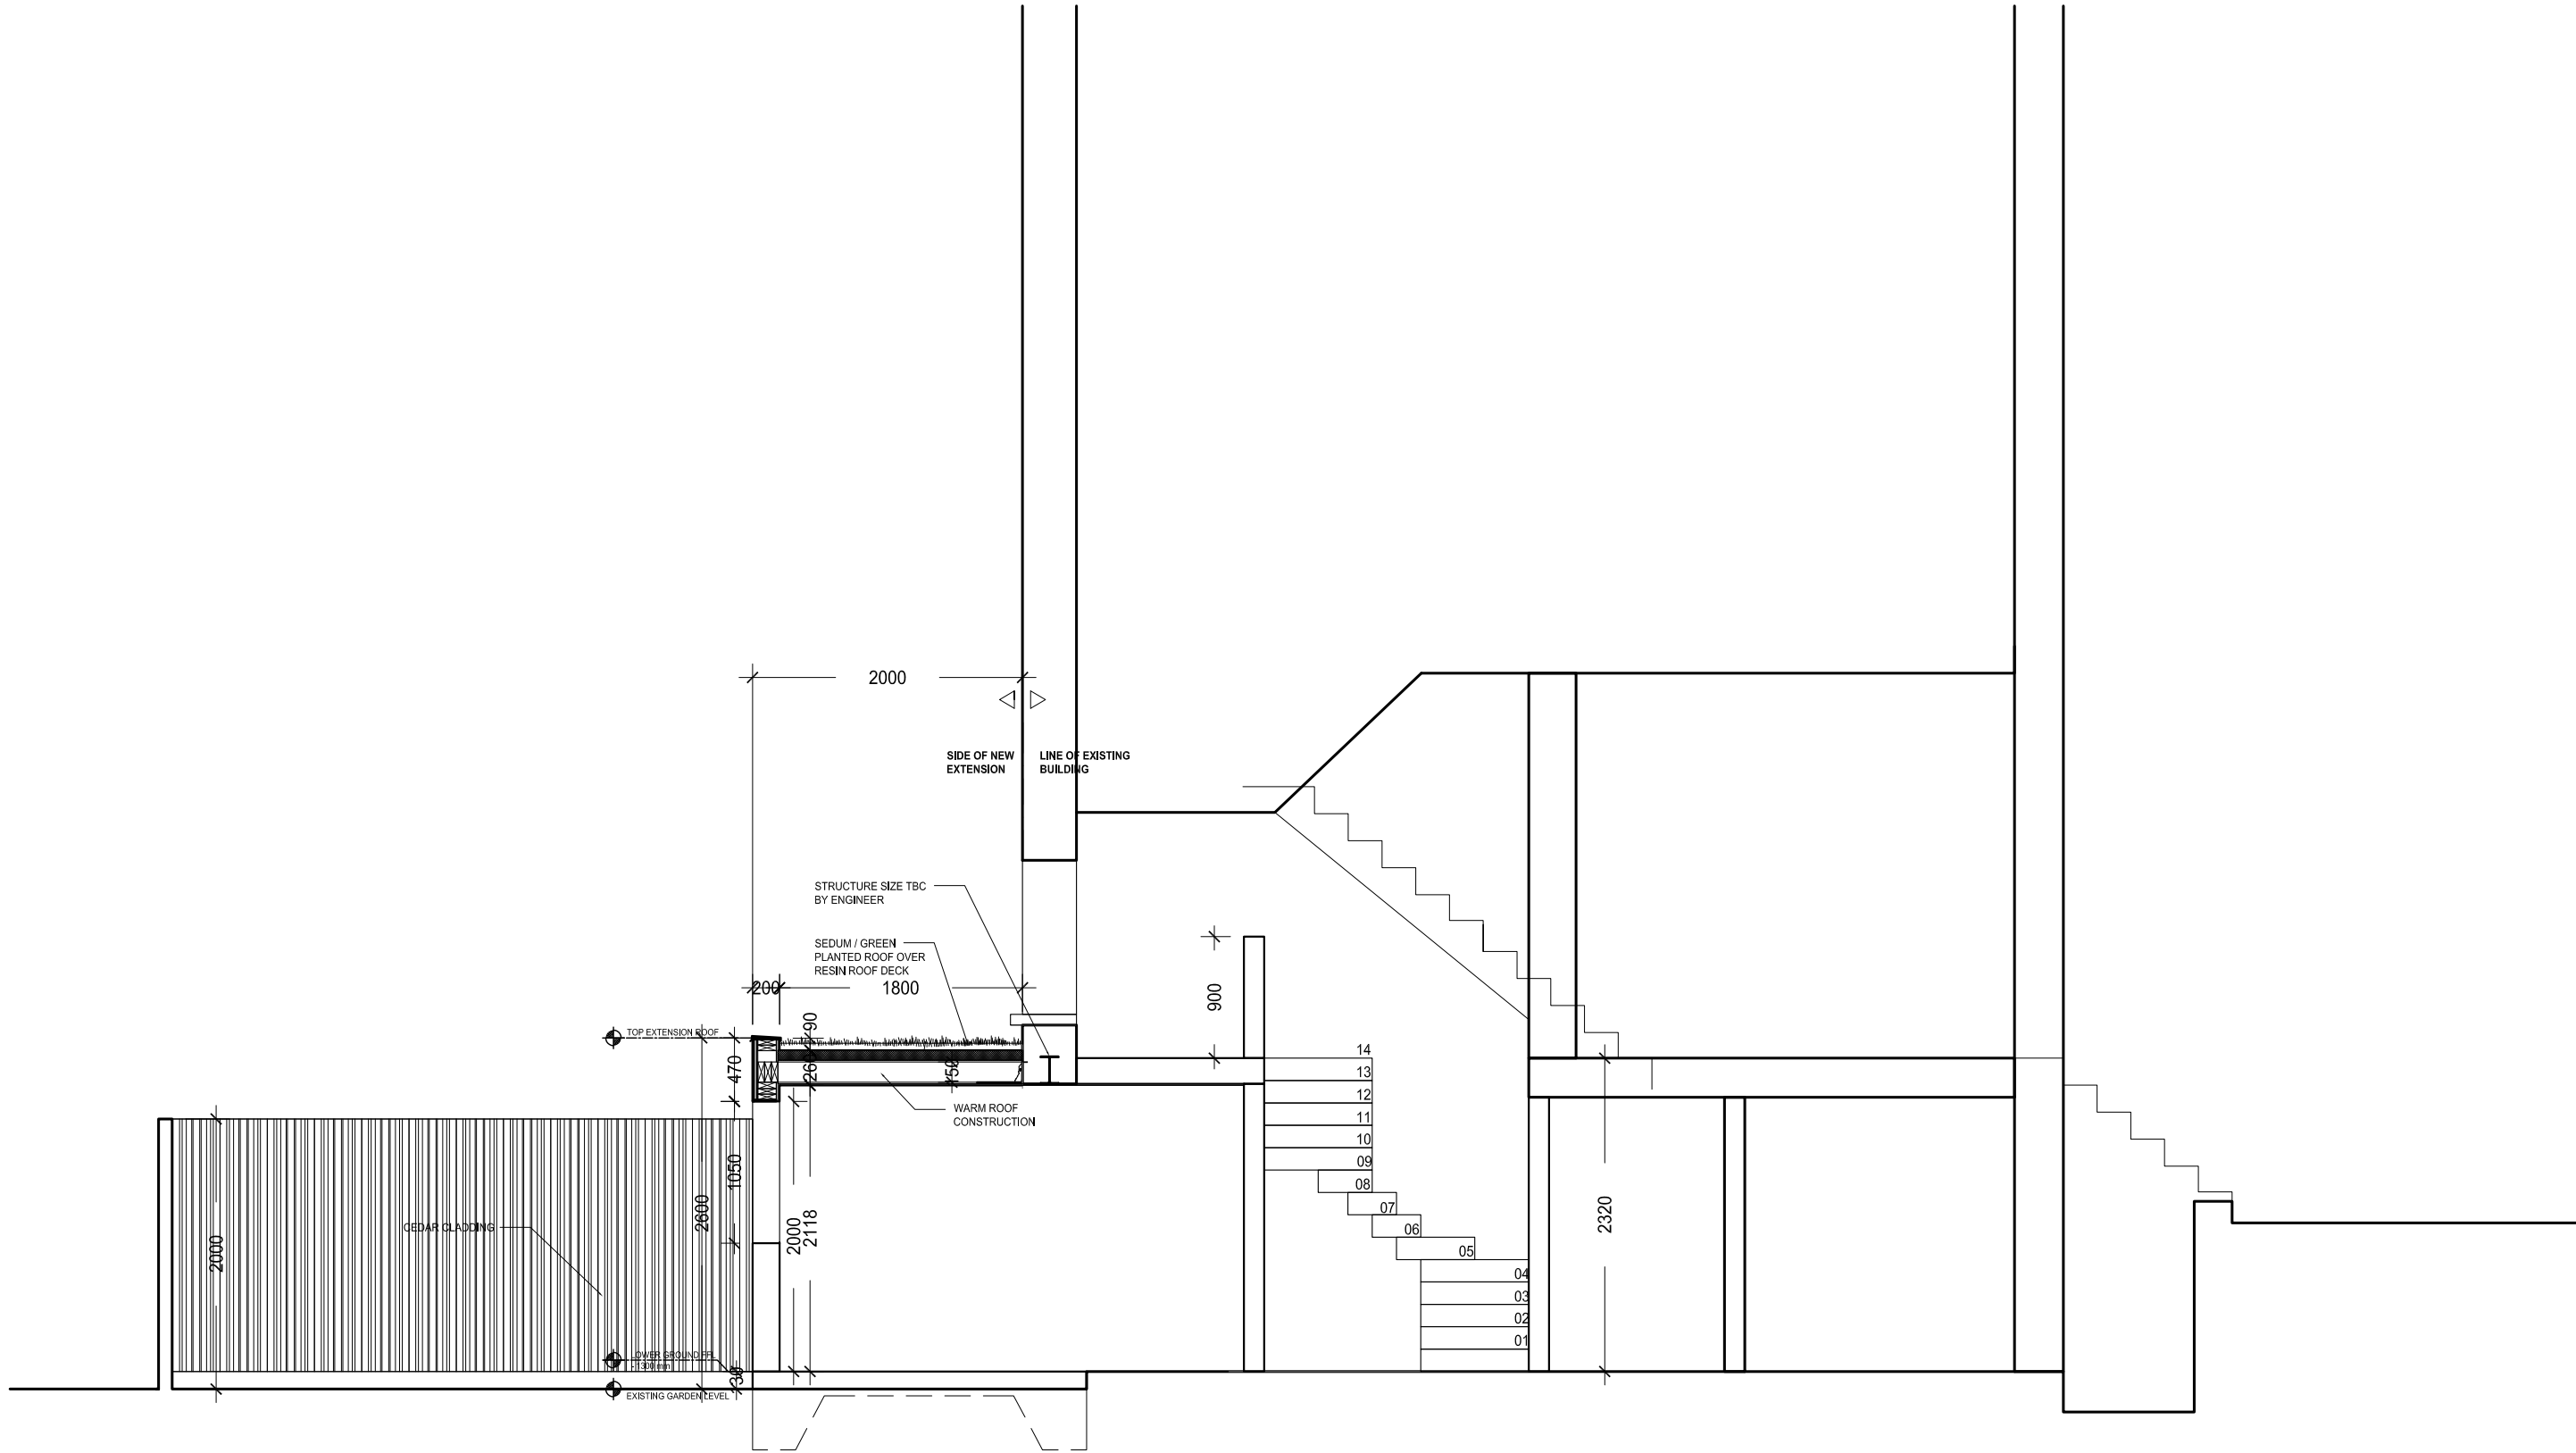 2000
SIDE OF NEW
EXTENSION
LINE OF EXISTING
BUILDING
STRUCTURE SIZE TBC
BY ENGINEER
SEDUM / GREEN
PLANTED ROOF OVER
RESIN ROOF DECK
200
1800
900
90
TOP EXTENSION ROOF
470
260
150
WARM ROOF
CONSTRUCTION
14
13
12
11
10
09
08
07
06
05
04
03
02
01
1050
2600
2000
2118
2320
CEDAR CLADDING
2000
LOWER GROUND FFL
- 1300 mm
EXISTING GARDEN LEVEL